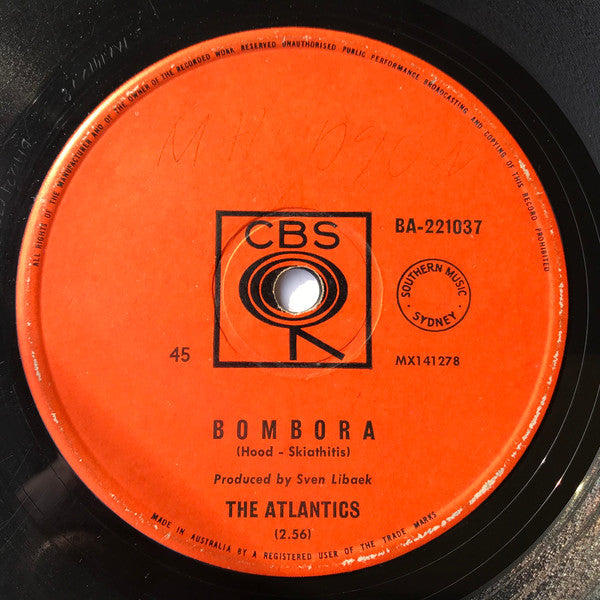 ALL RIGHTS OF THE MANUFACTURER AND OF THE OWNER OF THE RECORDED WORK RESERVED UNAUTHORISED PUBLIC PERFORMANCE BROADCASTING AND COPYING OF THIS RECORD PROHIBITED
CBS
BA-221037
SOUTHERN MUSIC
SYDNEY
45
MX141278
BOMBORA
(Hood - Skiathitis)
Produced by Sven Libaek
THE ATLANTICS
(2.56)
MADE IN AUSTRALIA BY A REGISTERED USER OF THE TRADE MARKS